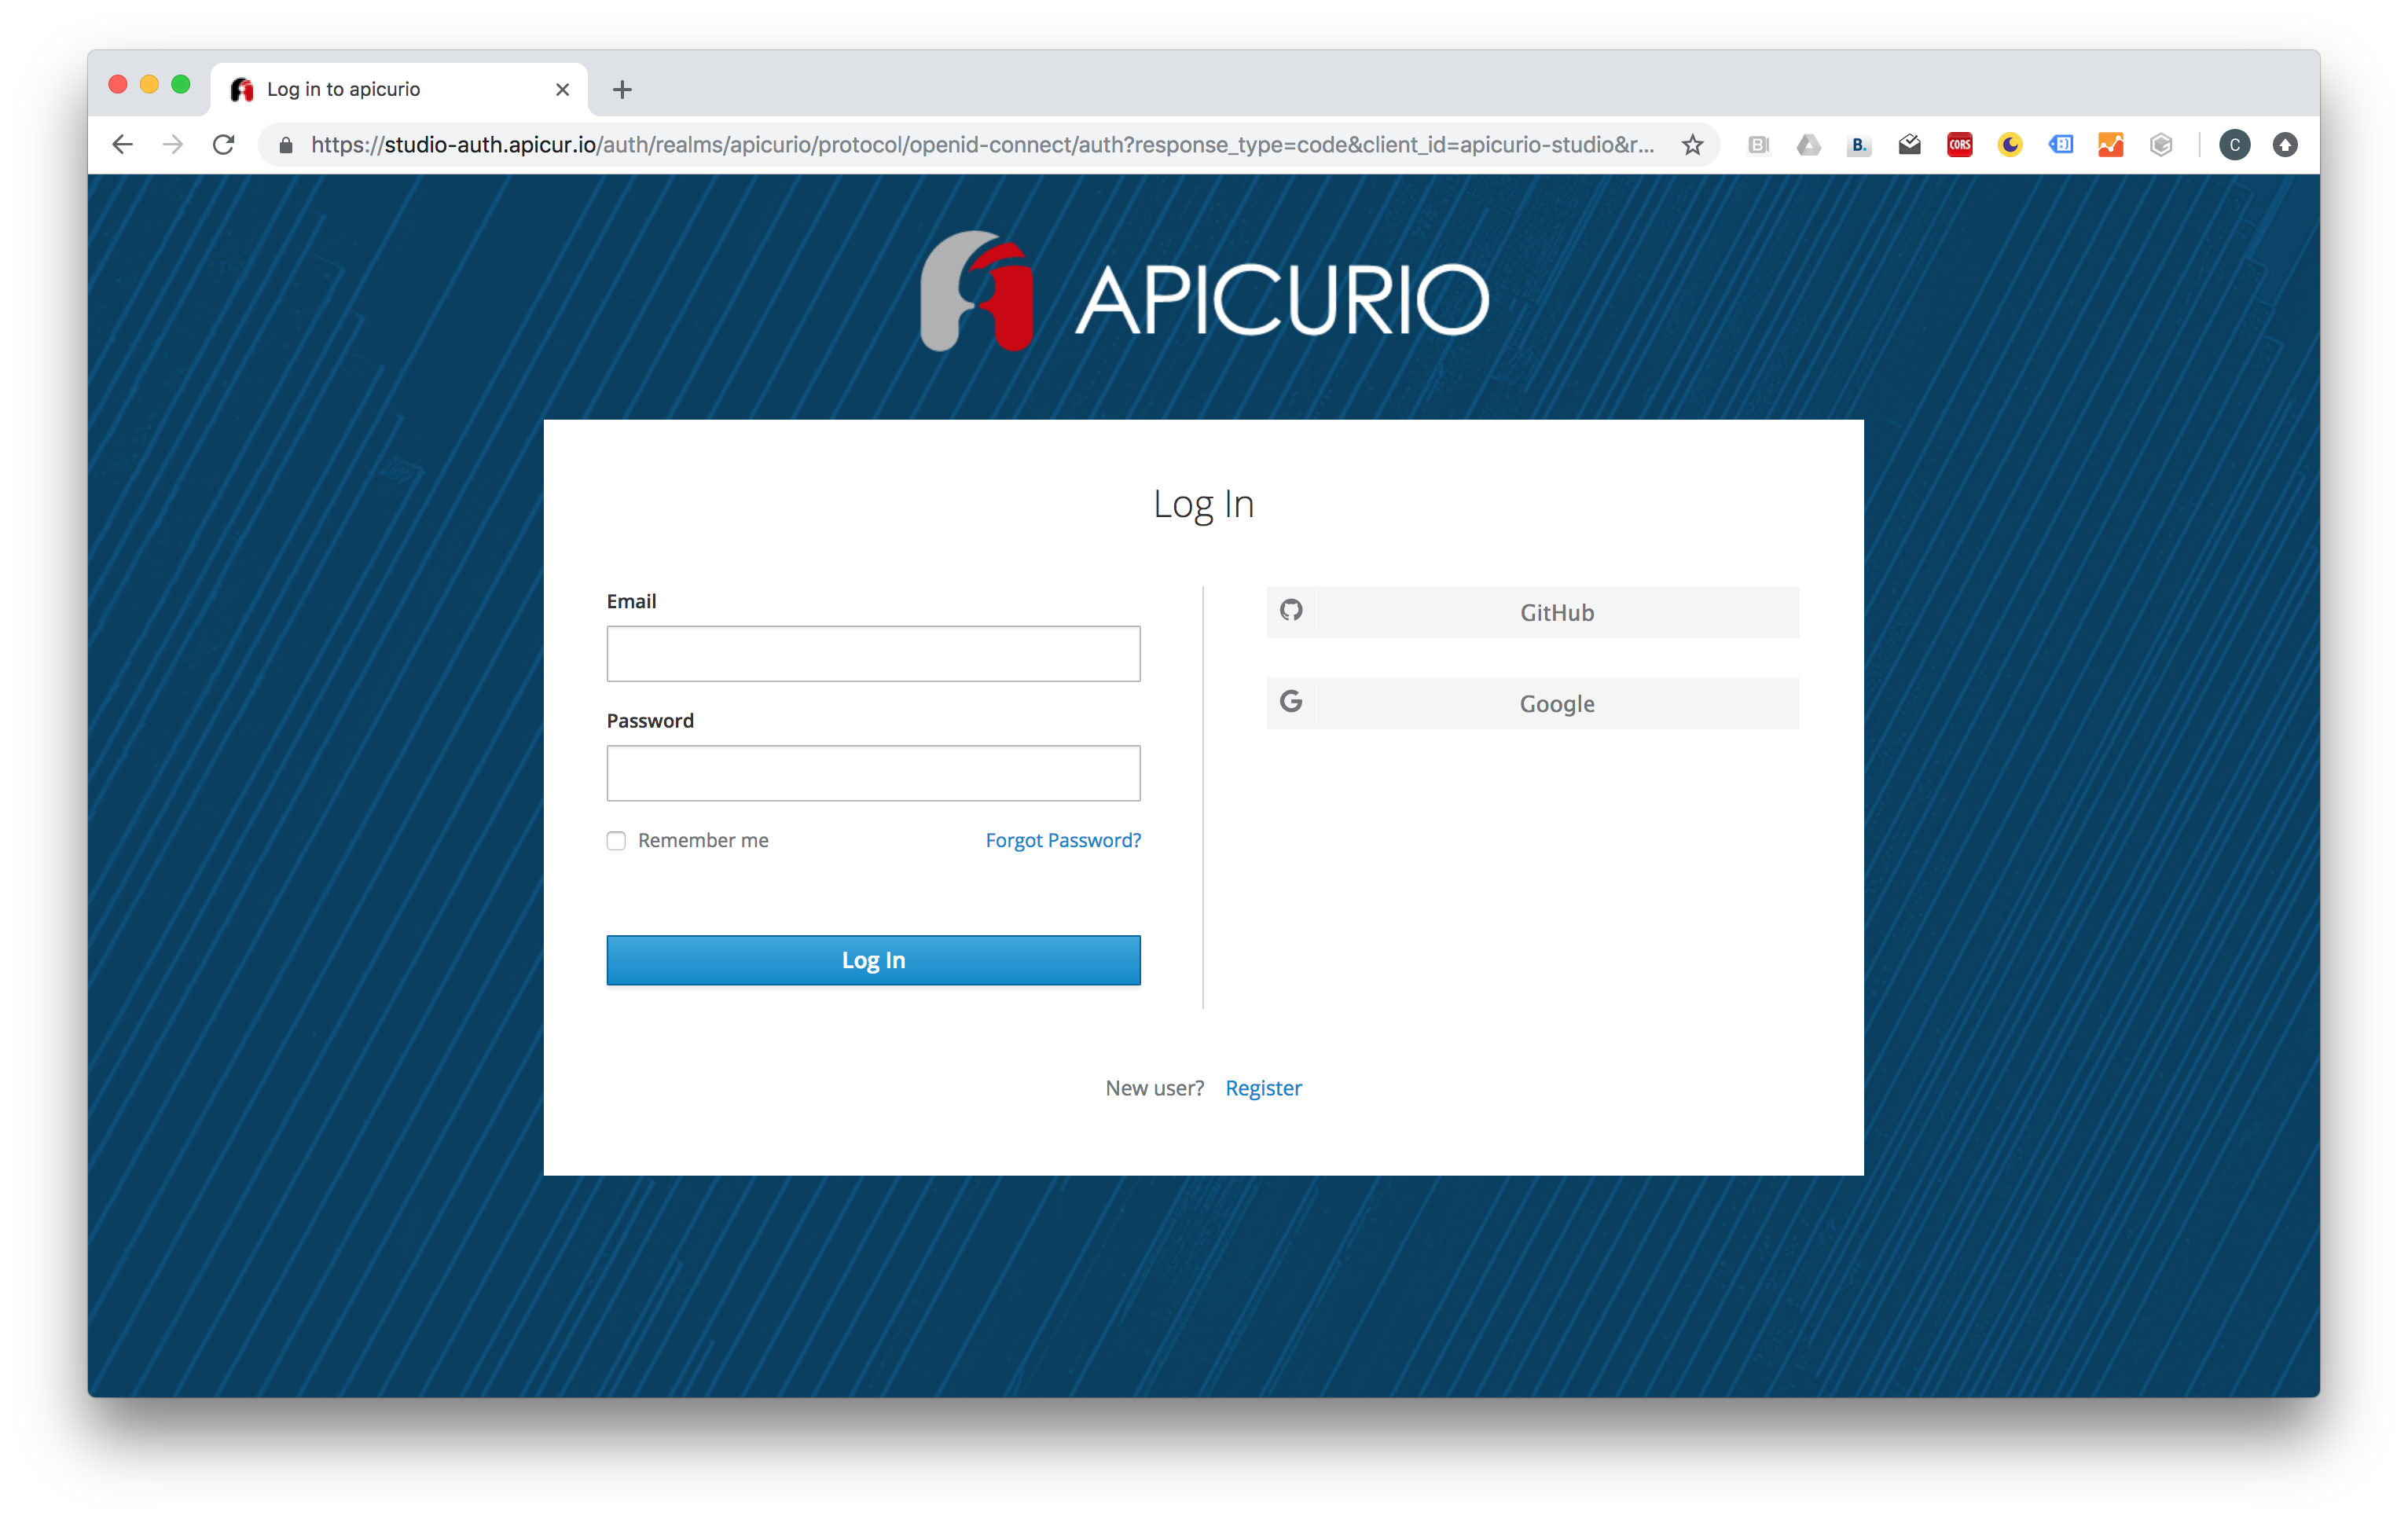 Log in to apicurio
https://studio-auth.apicur.io/auth/realms/apicurio/protocol/openid-connect/auth?response_type=code&client_id=apicurio-studio&r...
B
B.
CORS
C
APICURIO
Log In
Email
GitHub
Google
Password
Remember me
Forgot Password?
Log In
New user? Register